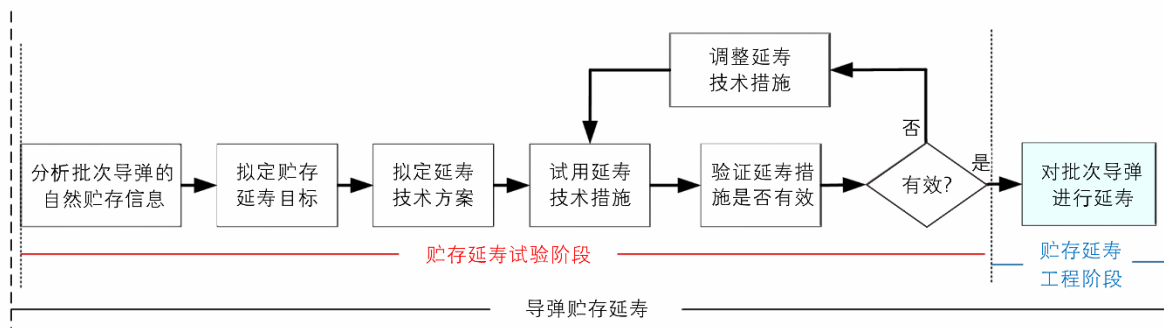 调整延寿
技术措施
否
分析批次导弹的
自然贮存信息
拟定贮存
延寿目标
拟定延寿
技术方案
试用延寿
技术措施
验证延寿措
施是否有效
有效?
是
对批次导弹
进行延寿
贮存延寿试验阶段
贮存延寿
工程阶段
导弹贮存延寿